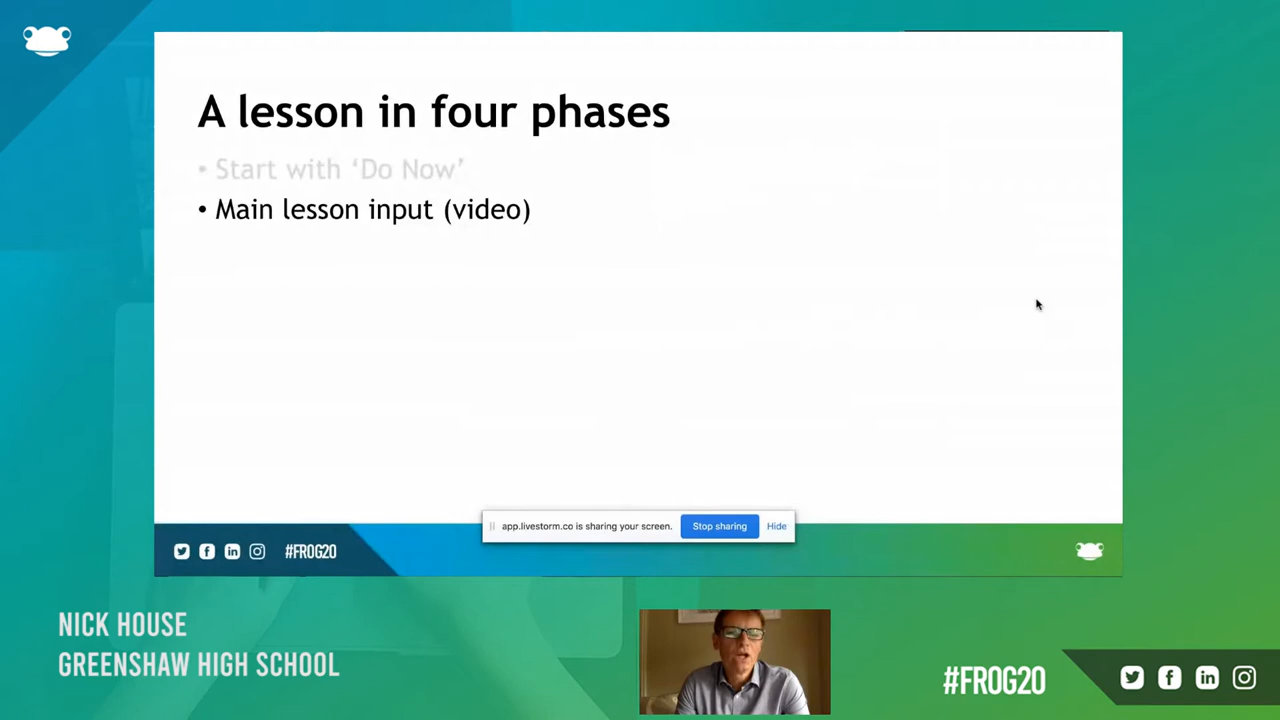 A lesson in four phases
• Start with ‘Do Now’
• Main lesson input (video)
app.livestorm.co is sharing your screen. Stop sharing Hide
#FROG20
NICK HOUSE
GREENSHAW HIGH SCHOOL
#FROG20